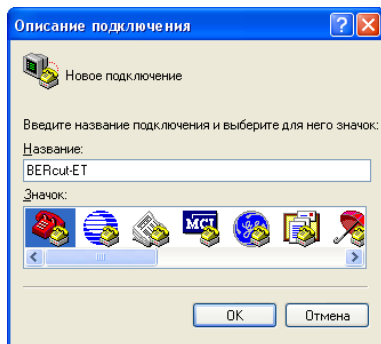 Описание подключения
Новое подключение
Введите название подключения и выберите для него значок:
Название:
BERcut-ET
Значок:
MCI
OK
Отмена